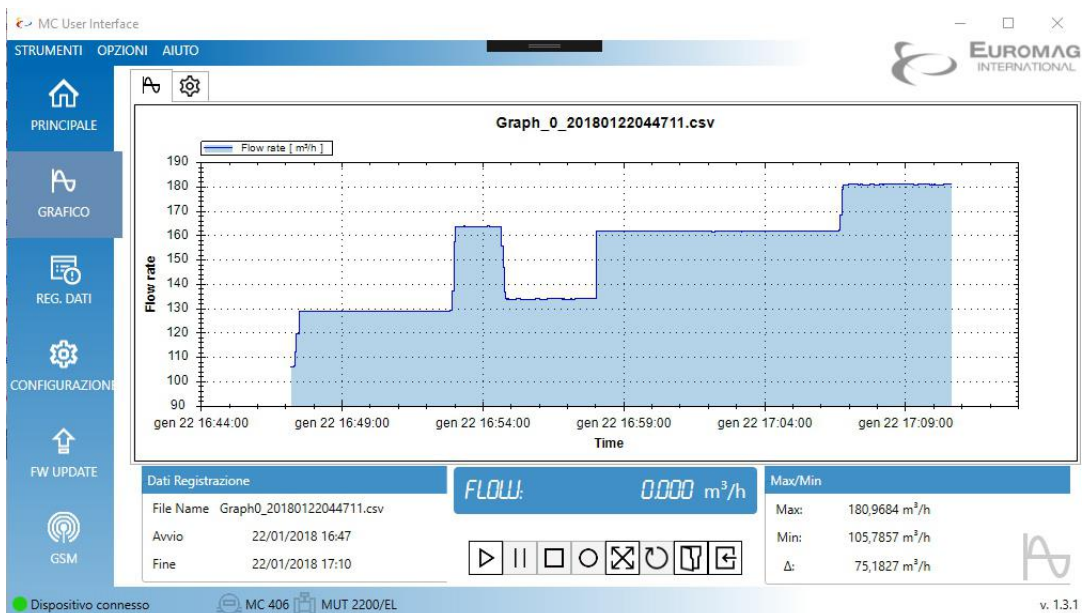 MC User Interface
STRUMENTI OPZIONI AIUTO
EUROMAG
INTERNATIONAL
PRINCIPALE
GRAFICO
REG. DATI
CONFIGURAZIONE
FW UPDATE
GSM
Graph_0_20180122044711.csv
Flow rate [ m³/h ]
Flow rate
190
180
170
160
150
140
130
120
110
100
90
gen 22 16:44:00 gen 22 16:49:00 gen 22 16:54:00 gen 22 16:59:00 gen 22 17:04:00 gen 22 17:09:00
Time
Dati Registrazione
File Name Graph0_20180122044711.csv
Avvio 22/01/2018 16:47
Fine 22/01/2018 17:10
FLOW: 0.000 m³/h
Max/Min
Max: 180,9684 m³/h
Min: 105,7857 m³/h
Δ: 75,1827 m³/h
Dispositivo connesso MC 406 MUT 2200/EL v. 1.3.1